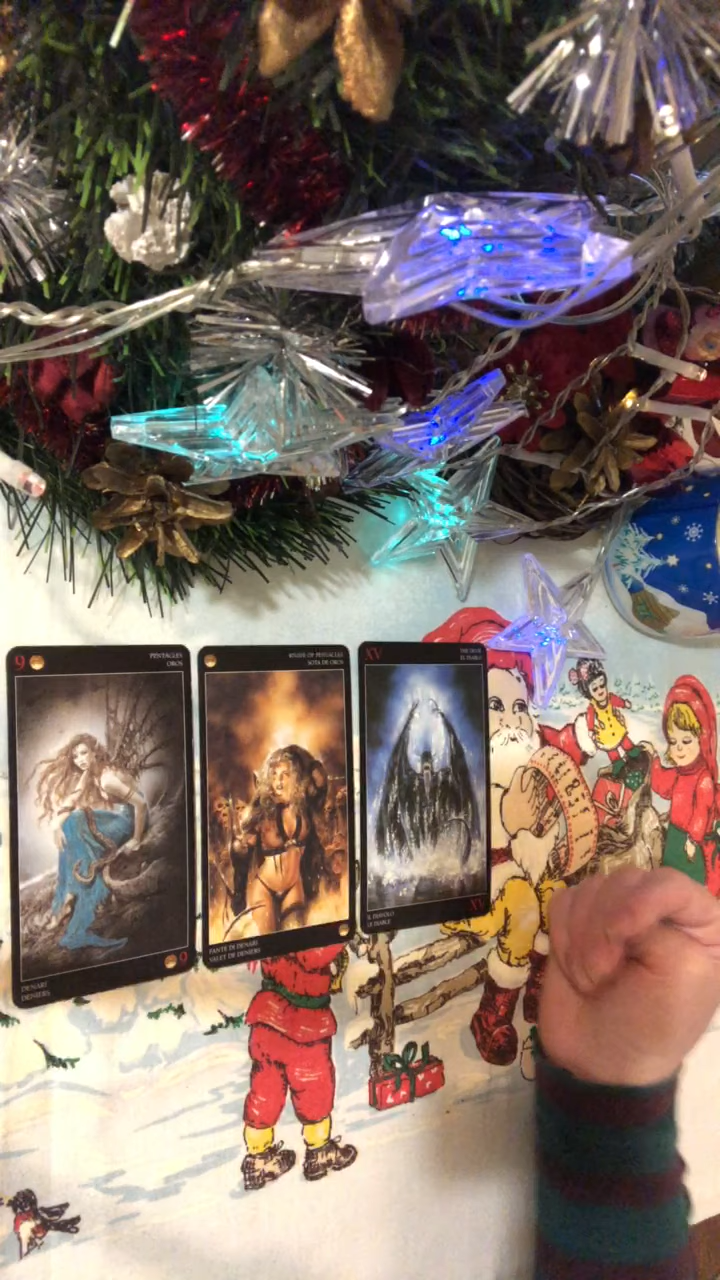 9
PENTACLES
OROS
DENARI
DENIERS
9
KNAVE OF PENTACLES
SOTA DE OROS
FANTE DI DENARI
VALET DE DENIERS
XV
THE DEVIL
EL DIABLO
IL DIAVOLO
LE DIABLE
XV